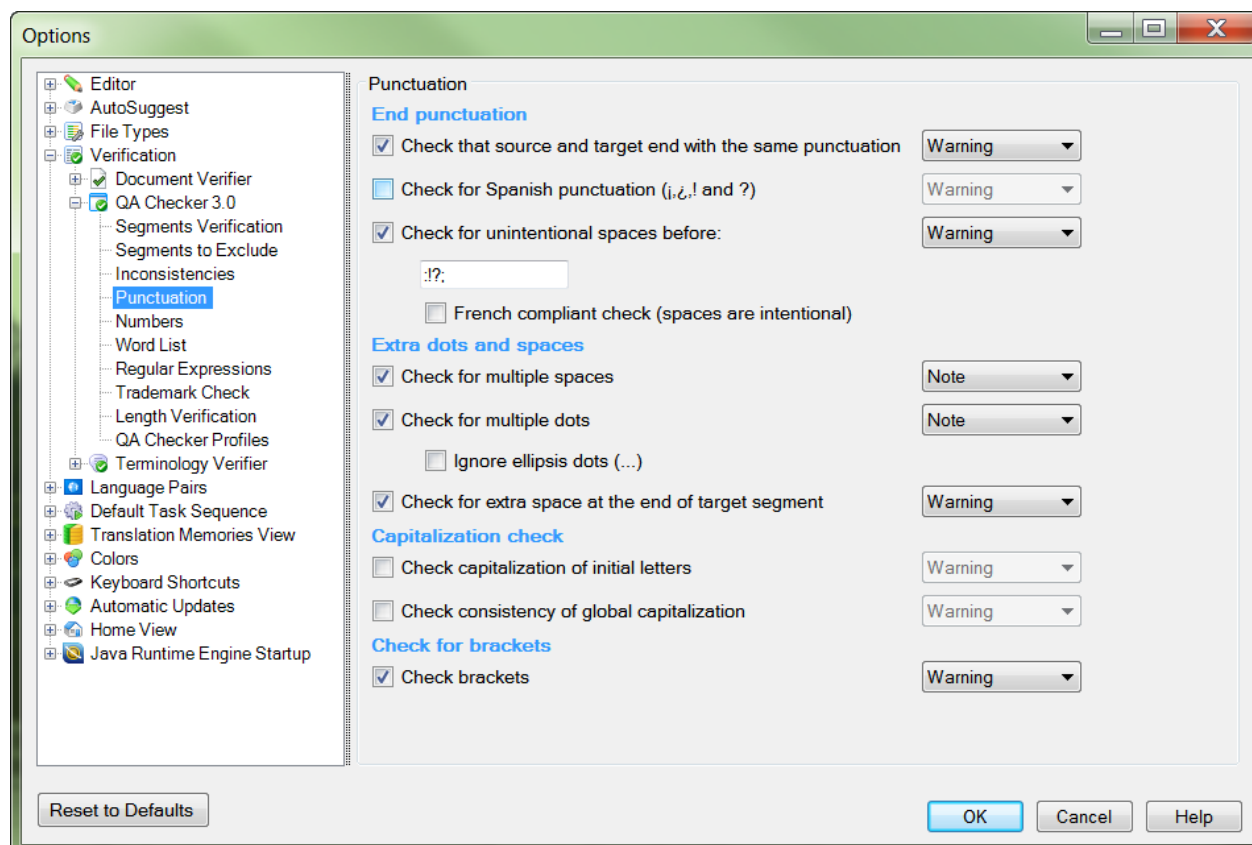 Options
Editor
AutoSuggest
File Types
Verification
Document Verifier
QA Checker 3.0
Segments Verification
Segments to Exclude
Inconsistencies
Punctuation
Numbers
Word List
Regular Expressions
Trademark Check
Length Verification
QA Checker Profiles
Terminology Verifier
Language Pairs
Default Task Sequence
Translation Memories View
Colors
Keyboard Shortcuts
Automatic Updates
Home View
Java Runtime Engine Startup
Punctuation
End punctuation
Check that source and target end with the same punctuation Warning
Check for Spanish punctuation (¡,¿,! and ?) Warning
Check for unintentional spaces before: Warning
:!?;
French compliant check (spaces are intentional)
Extra dots and spaces
Check for multiple spaces Note
Check for multiple dots Note
Ignore ellipsis dots (...)
Check for extra space at the end of target segment Warning
Capitalization check
Check capitalization of initial letters Warning
Check consistency of global capitalization Warning
Check for brackets
Check brackets Warning
Reset to Defaults
OK Cancel Help